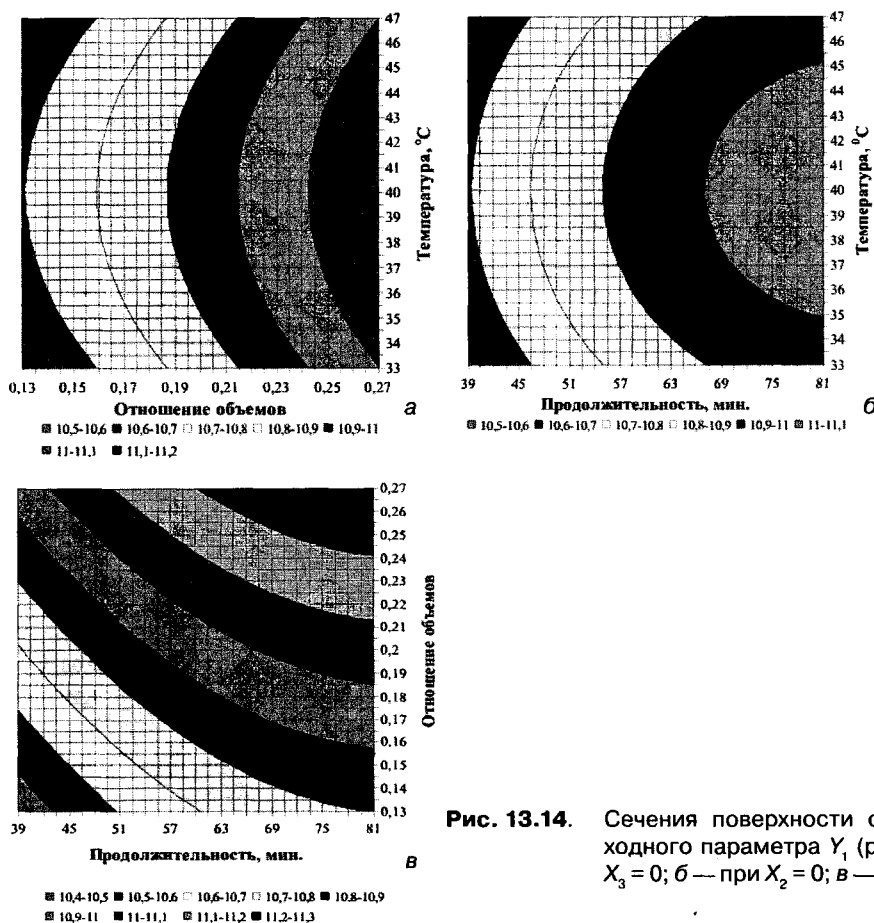 47
46
45
44
43
42
41
40
39
38
37
36
35
34
33
Температура, °С
0,13 0,15 0,17 0,19 0,21 0,23 0,25 0,27
Отношение объемов
а
10,5-10,6 10,6-10,7 10,7-10,8 10,8-10,9 10,9-11
11-11,1 11,1-11,2
47
46
45
44
43
42
41
40
39
38
37
36
35
34
33
Температура, °С
39 45 51 57 63 69 75 81
Продолжительность, мин.
б
10,5-10,6 10,6-10,7 10,7-10,8 10,8-10,9 10,9-11 11-11,1
0,27
0,26
0,25
0,24
0,23
0,22
0,21
0,2
0,19
0,18
0,17
0,16
0,15
0,14
0,13
Отношение объемов
39 45 51 57 63 69 75 81
Продолжительность, мин.
в
10,4-10,5 10,5-10,6 10,6-10,7 10,7-10,8 10,8-10,9
10,9-11 11-11,1 11,1-11,2 11,2-11,3
Рис. 13.14. Сечения поверхности
ходного параметра Y₁
X₃ = 0; б — при X₂ = 0; в —